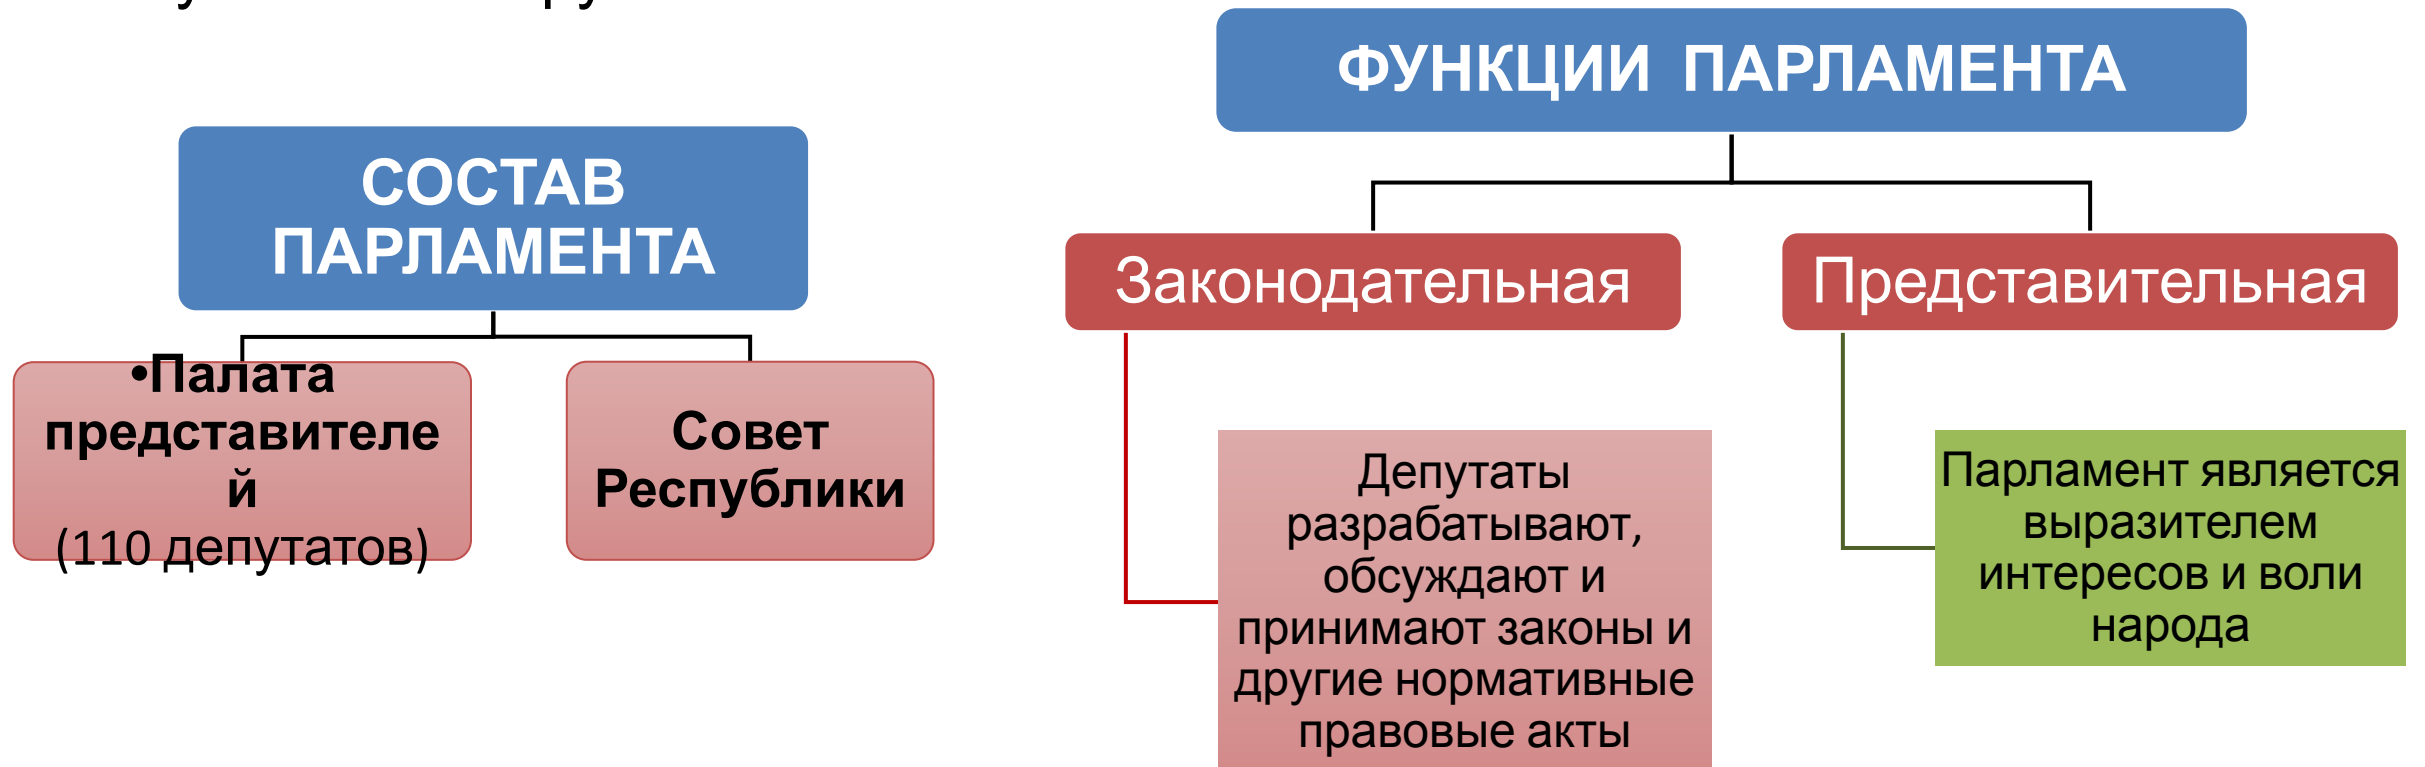 СОСТАВ
ПАРЛАМЕНТА
•Палата
представителе
й
(110 депутатов)
Совет
Республики
ФУНКЦИИ ПАРЛАМЕНТА
Законодательная
Депутаты
разрабатывают,
обсуждают и
принимают законы и
другие нормативные
правовые акты
Представительная
Парламент является
выразителем
интересов и воли
народа